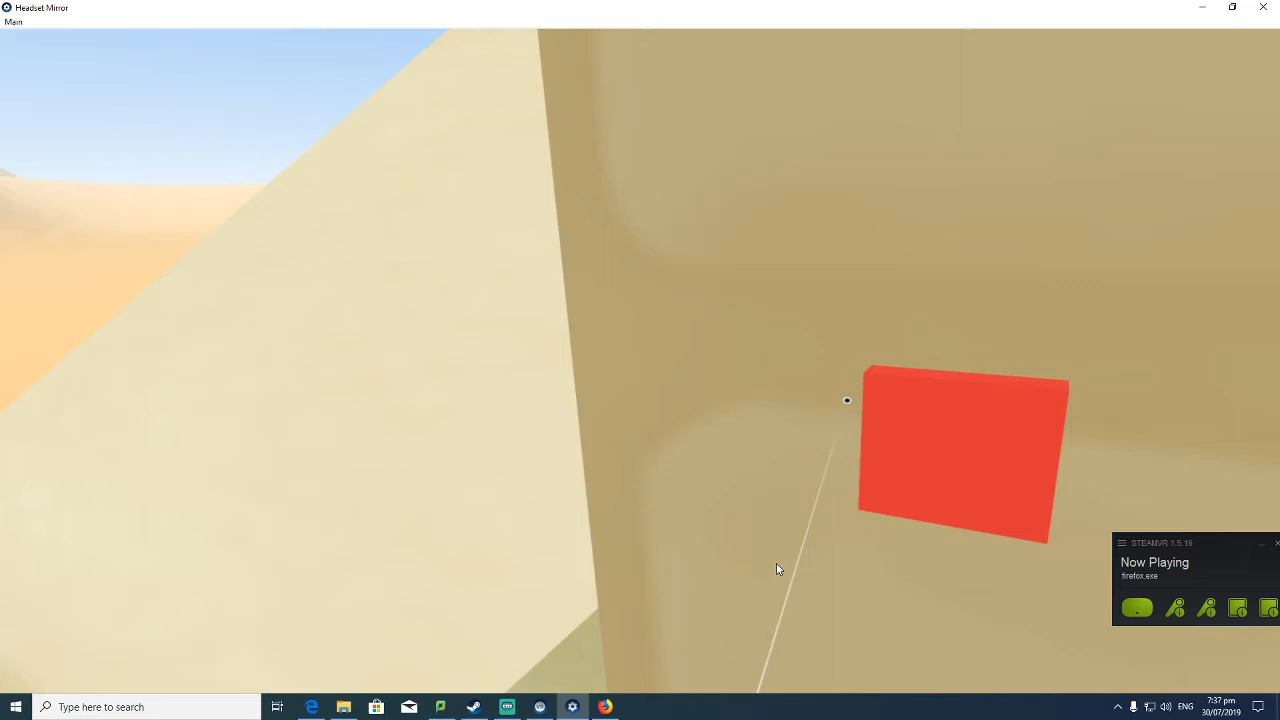 Headset Mirror
Main
STEAMVR 1.5.16
Now Playing
firefox.exe
Type here to search
ENG
7:37 pm
30/07/2019